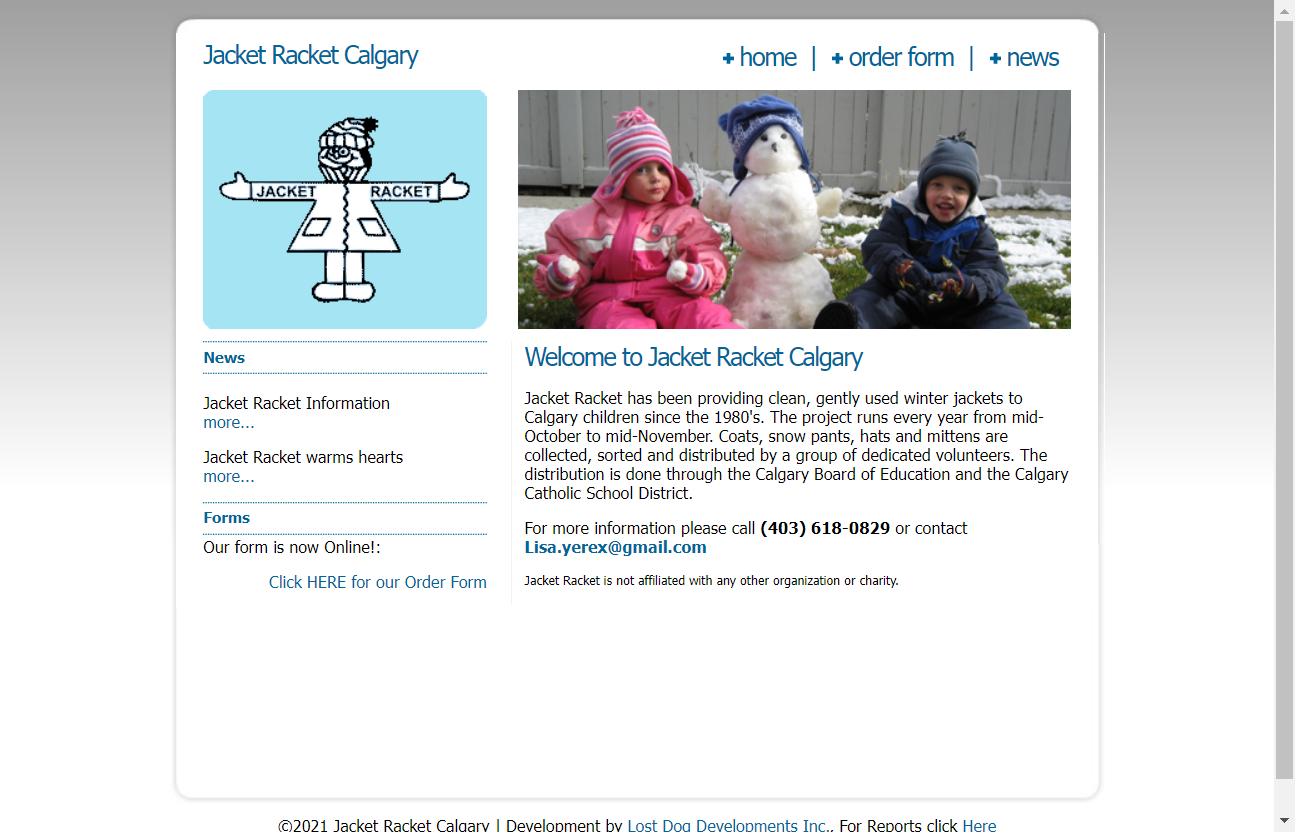 Jacket Racket Calgary
home | order form | news
JACKET RACKET
News
Jacket Racket Information
more...
Jacket Racket warms hearts
more...
Forms
Our form is now Online!:
Click HERE for our Order Form
Welcome to Jacket Racket Calgary
Jacket Racket has been providing clean, gently used winter jackets to
Calgary children since the 1980's. The project runs every year from mid-
October to mid-November. Coats, snow pants, hats and mittens are
collected, sorted and distributed by a group of dedicated volunteers. The
distribution is done through the Calgary Board of Education and the Calgary
Catholic School District.
For more information please call (403) 618-0829 or contact
Lisa.yerex@gmail.com
Jacket Racket is not affiliated with any other organization or charity.
©2021 Jacket Racket Calgary | Development by Lost Dog Developments Inc., For Reports click Here